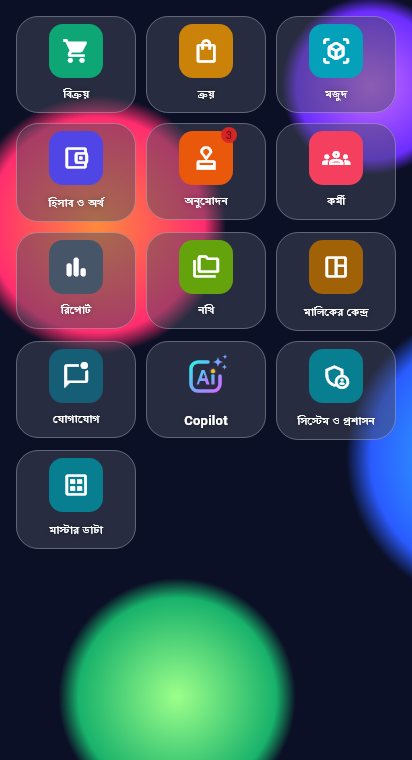 বিক্রয়
ক্রয়
মজুদ
হিসাব ও অর্থ
3
অনুমোদন
কর্মী
রিপোর্ট
নথি
মালিকের কেন্দ্র
যোগাযোগ
Ai
Copilot
সিস্টেম ও প্রশাসন
মাস্টার ডাটা